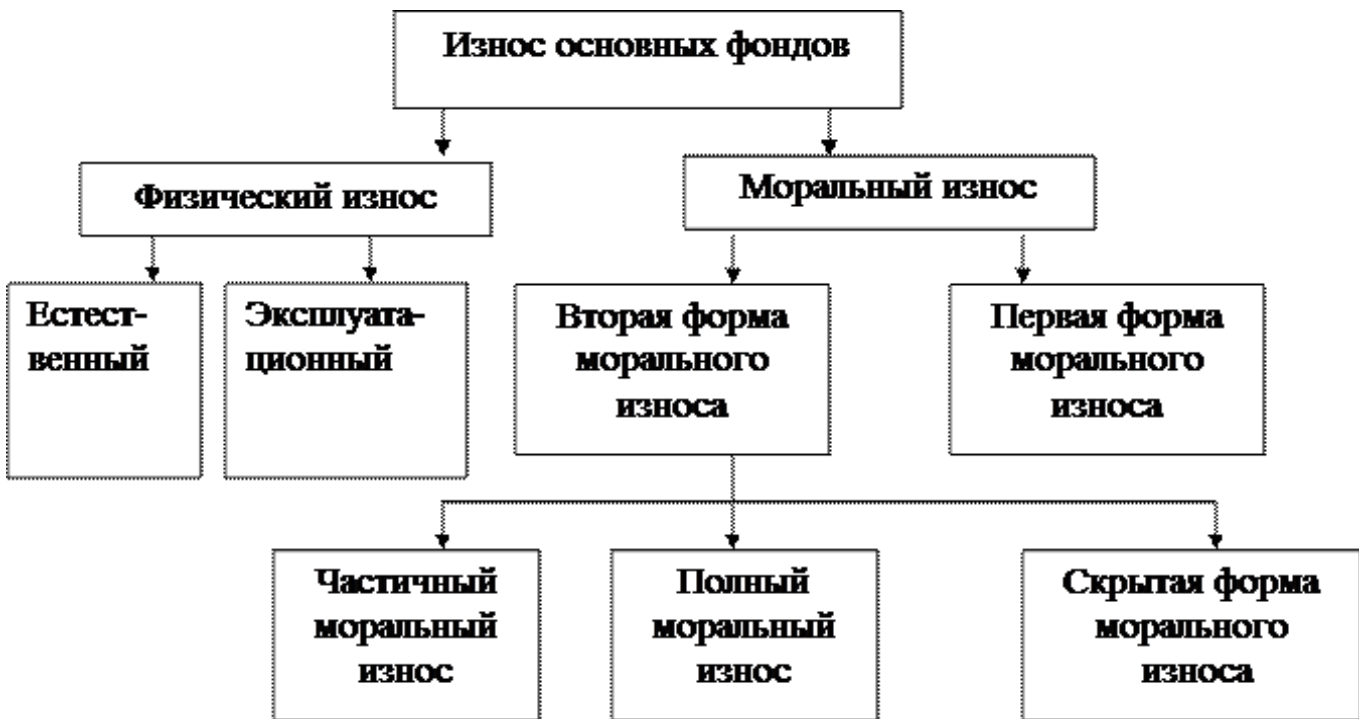 Износ основных фондов
Физический износ
Моральный износ
Естест-
венный
Эксплуата-
ционный
Вторая форма
морального
износа
Первая форма
морального
износа
Частичный
моральный
износ
Полный
моральный
износ
Скрытая форма
морального
износа